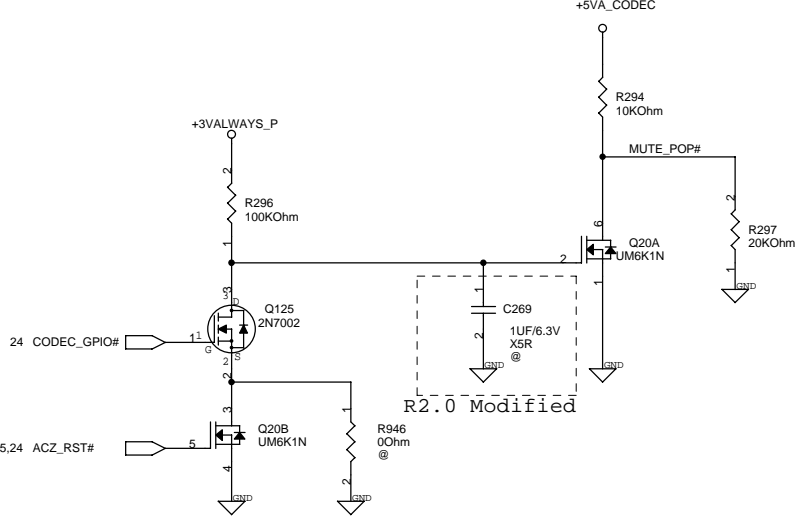 +5VA_CODEC
R294
10KOhm
+3VALWAYS_P
MUTE_POP#
2
R296
100KOhm
1
2
R297
20KOhm
1
GND
6
Q20A
UM6K1N
2
1
GND
3
3
D
Q125
2N7002
1
C269
1UF/6.3V
X5R
@
2
GND
24 CODEC_GPIO#
1
1
G
S
2
2
R2.0 Modified
3
Q20B
UM6K1N
1
R946
0Ohm
@
2
GND
5,24 ACZ_RST#
5
4
GND